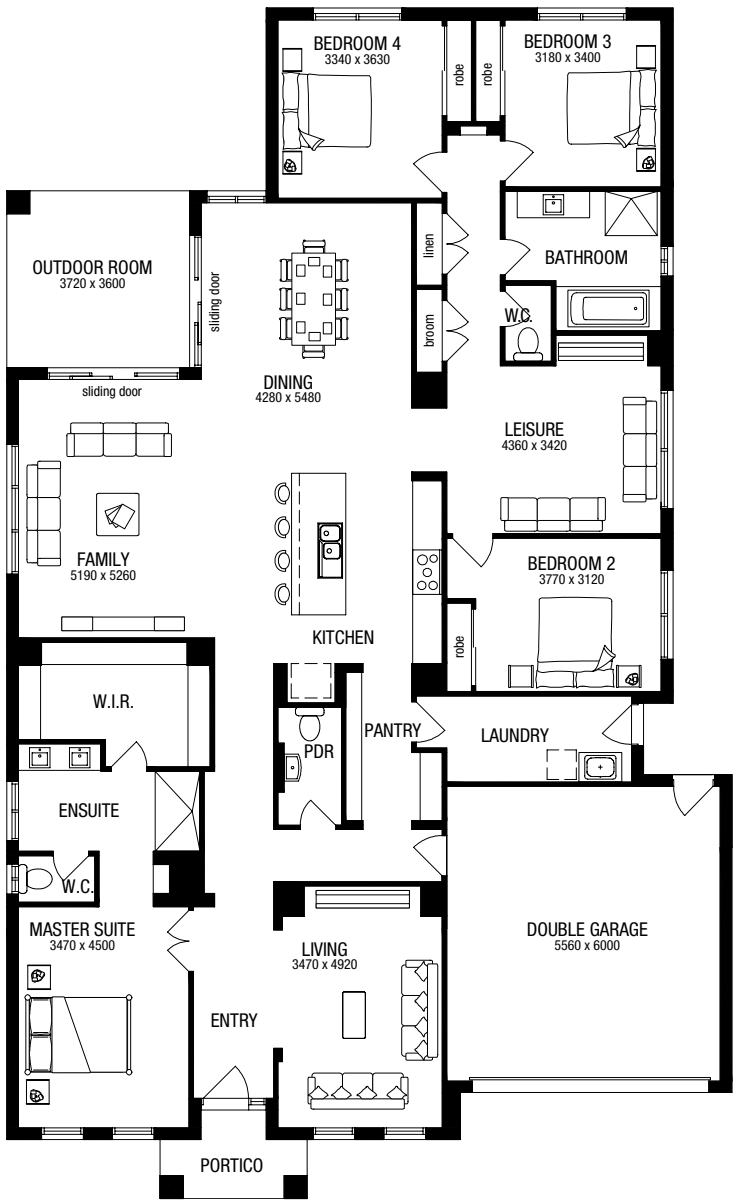 BEDROOM 4
3340 x 3630
robe
robe
BEDROOM 3
3180 x 3400
OUTDOOR ROOM
3720 x 3600
sliding door
sliding door
linen
broom
BATHROOM
W.C.
DINING
4280 x 5480
LEISURE
4360 x 3420
FAMILY
5190 x 5260
BEDROOM 2
3770 x 3120
robe
KITCHEN
W.I.R.
PDR
PANTRY
LAUNDRY
ENSUITE
W.C.
MASTER SUITE
3470 x 4500
LIVING
3470 x 4920
DOUBLE GARAGE
5560 x 6000
ENTRY
PORTICO